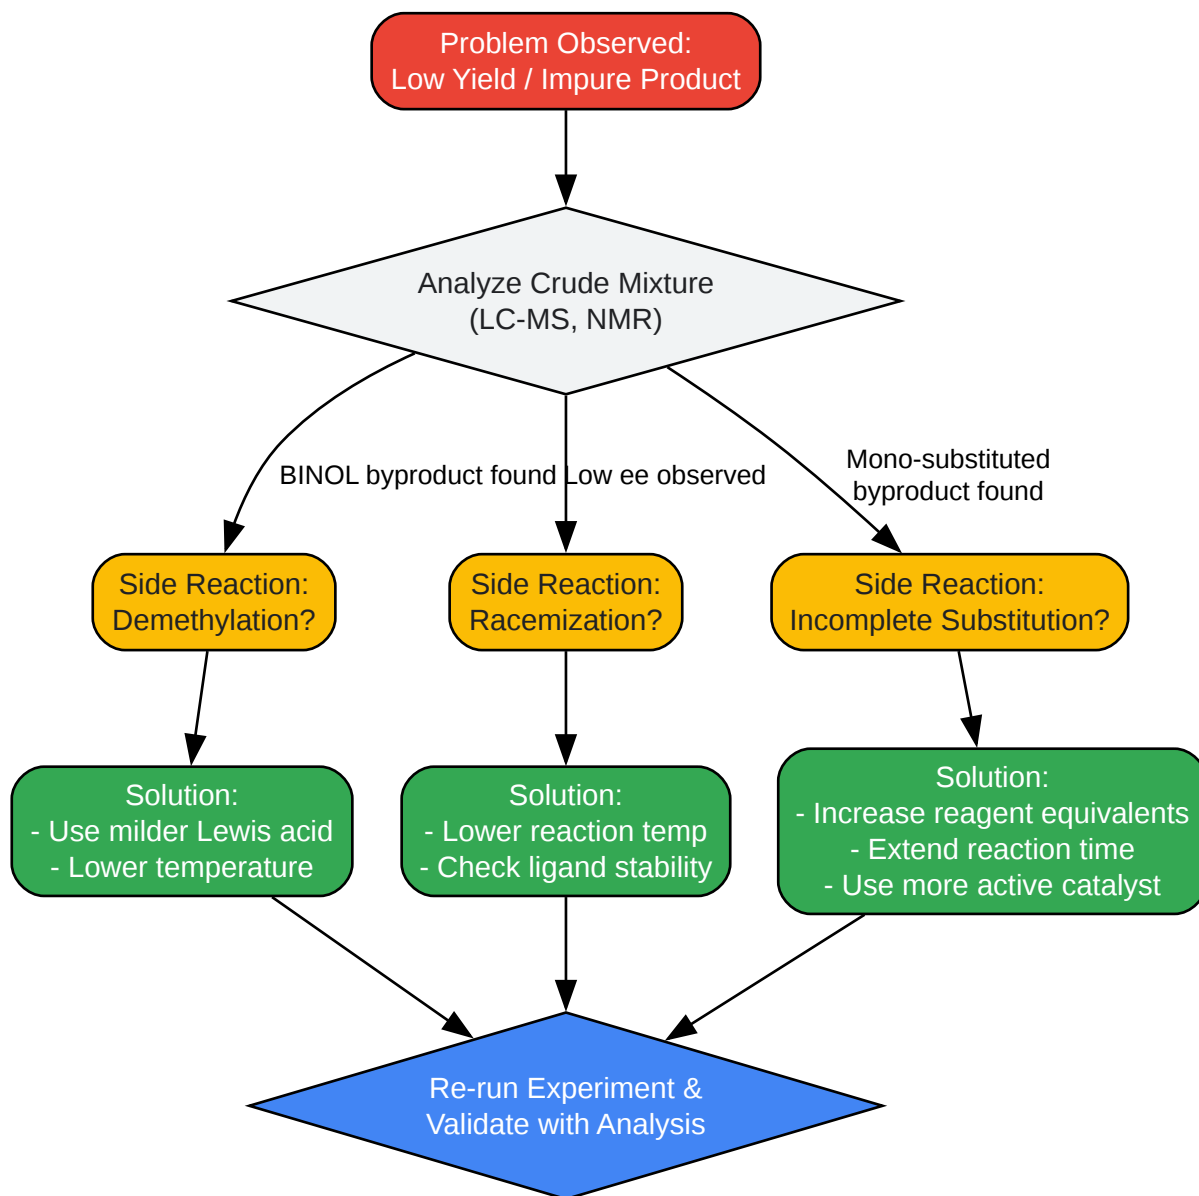 Problem Observed:
Low Yield / Impure Product
Analyze Crude Mixture
(LC-MS, NMR)
BINOL byproduct found
Low ee observed
Mono-substituted
byproduct found
Side Reaction:
Demethylation?
Side Reaction:
Racemization?
Side Reaction:
Incomplete Substitution?
Solution:
- Use milder Lewis acid
- Lower temperature
Solution:
- Lower reaction temp
- Check ligand stability
Solution:
- Increase reagent equivalents
- Extend reaction time
- Use more active catalyst
Re-run Experiment &
Validate with Analysis